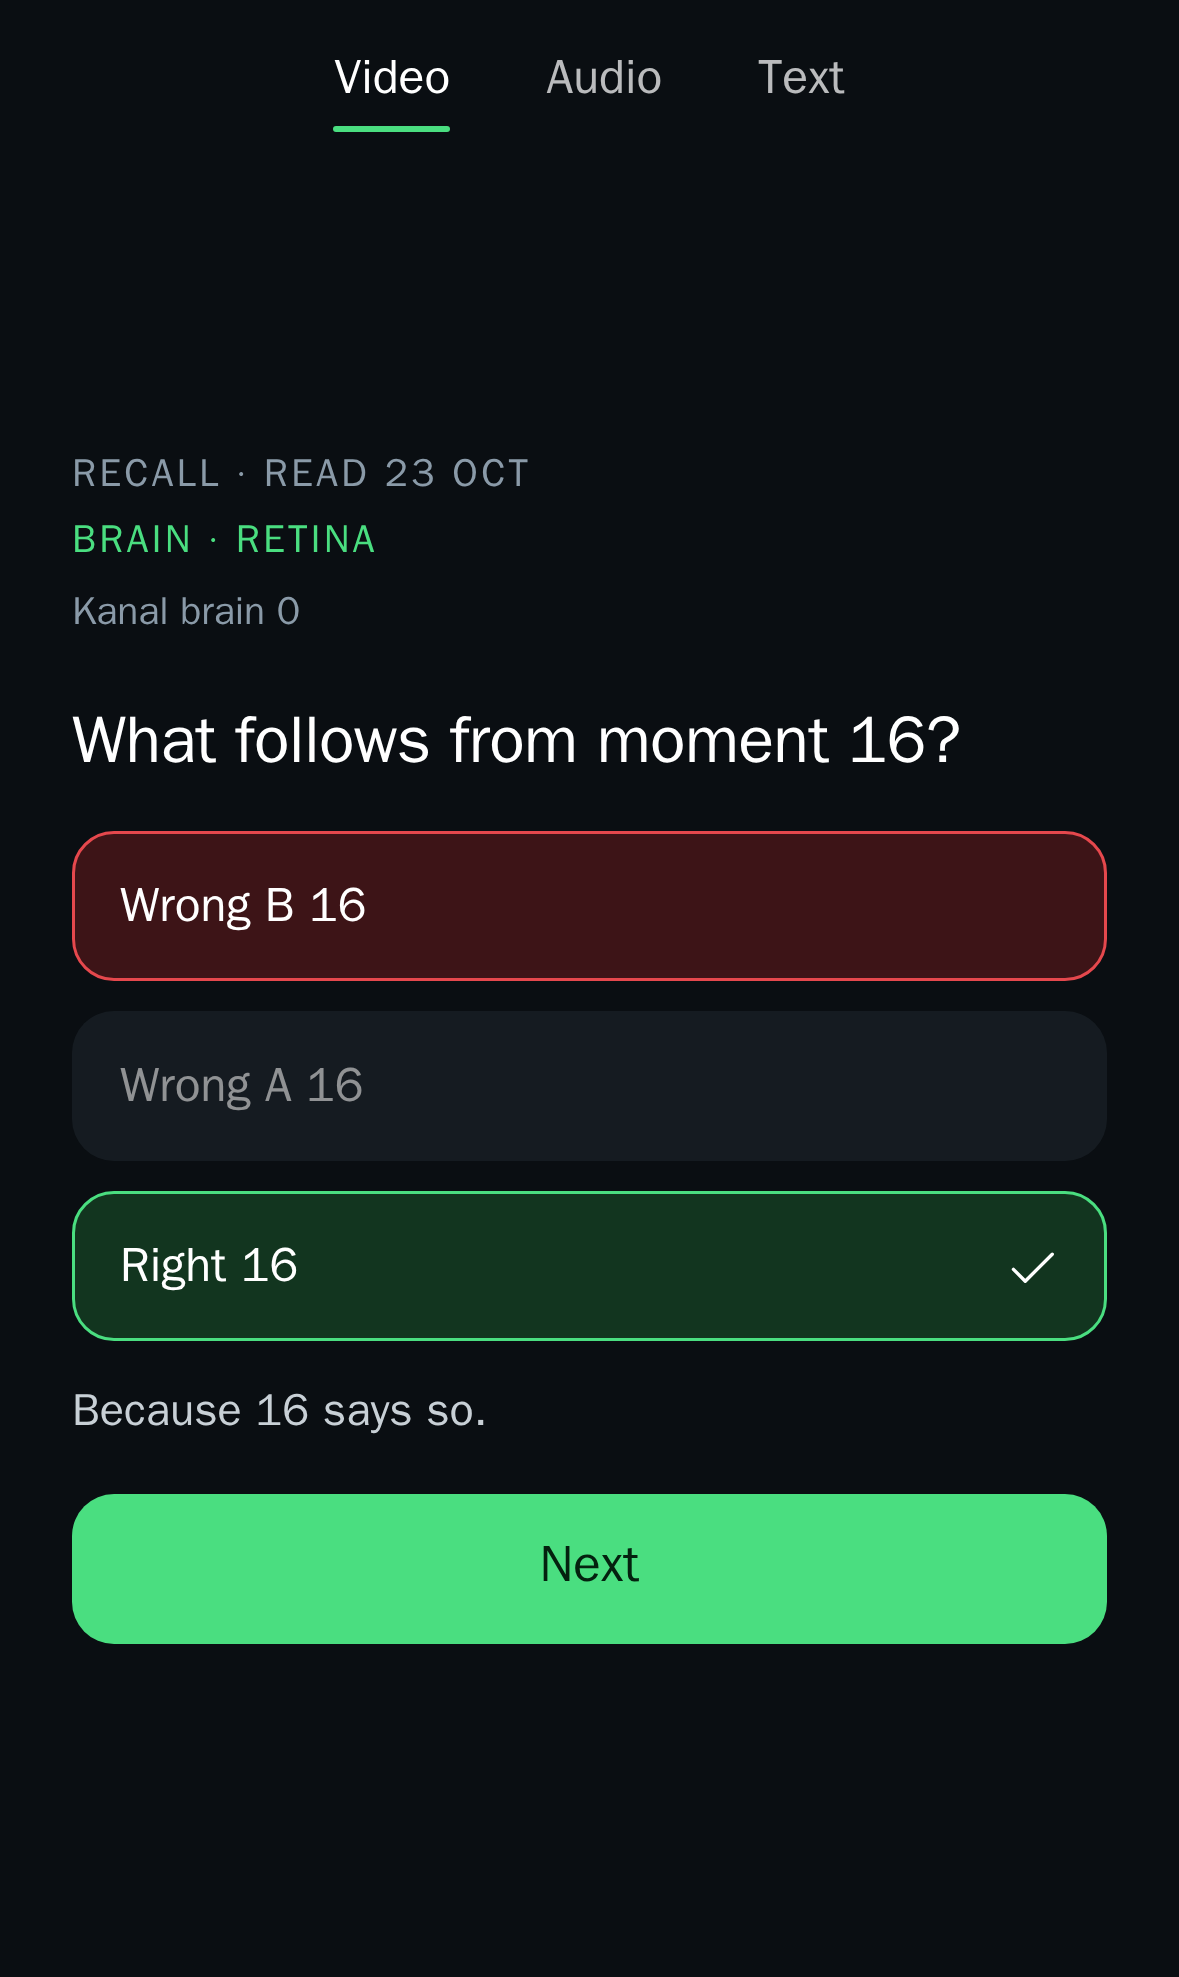 Video Audio Text
RECALL · READ 23 OCT
BRAIN · RETINA
Kanal brain 0
What follows from moment 16?
Wrong B 16
Wrong A 16
Right 16
Because 16 says so.
Next